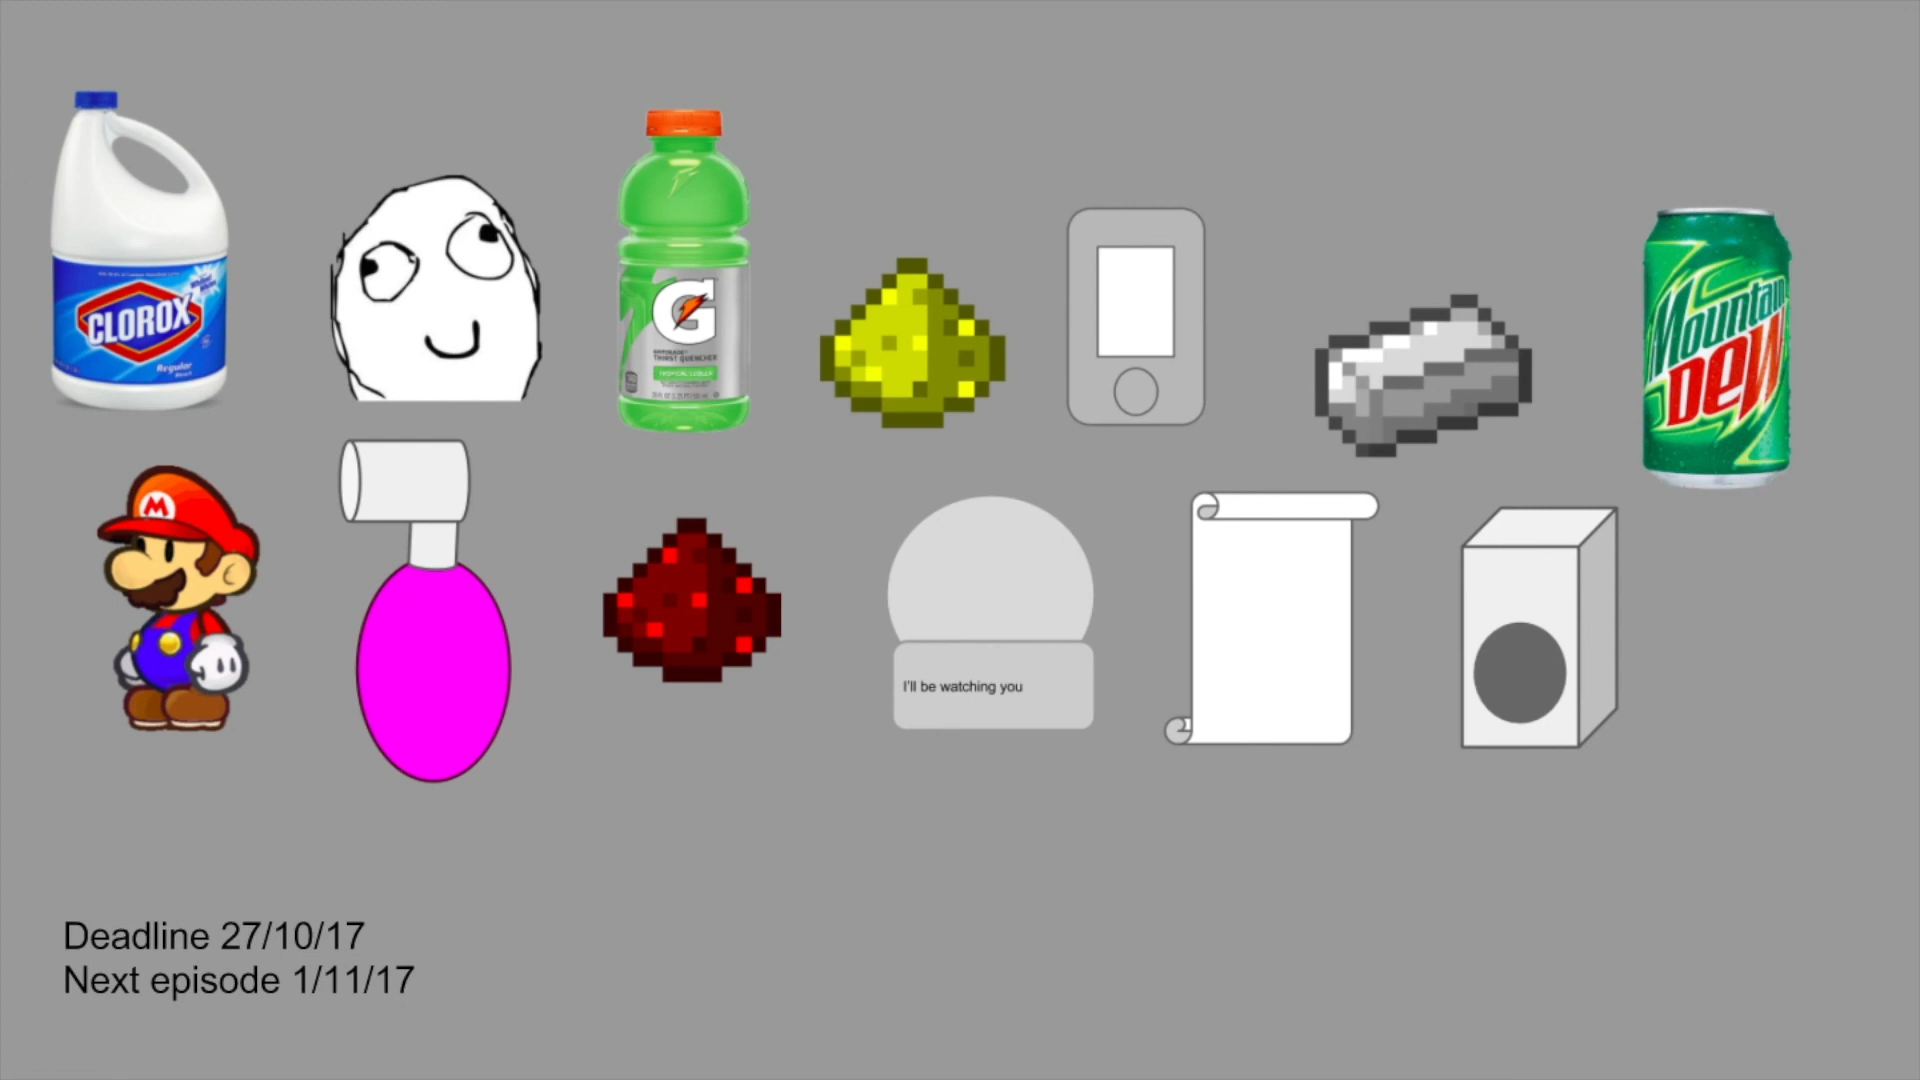 CLOROX
Regular
Bleach
G
THIRST QUENCHER
Mountain
Dew
M
I'll be watching you
Deadline 27/10/17
Next episode 1/11/17